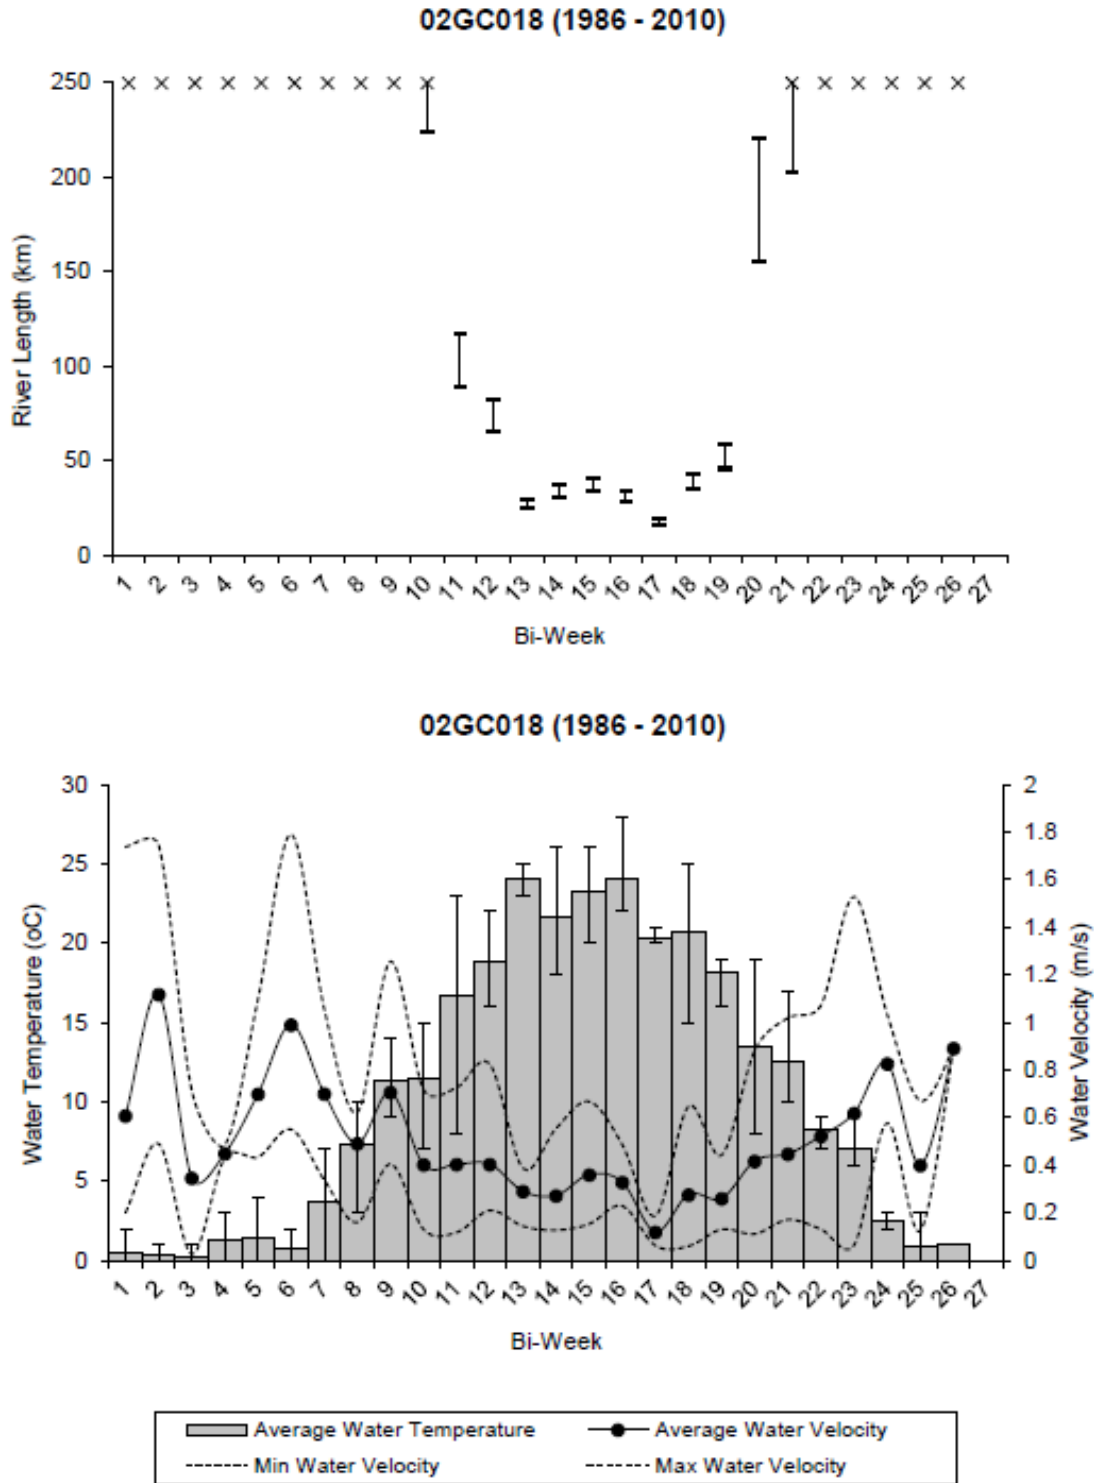 02GC018 (1986 - 2010)
250
200
150
100
50
0
River Length (km)
1 2 3 4 5 6 7 8 9 10 11 12 13 14 15 16 17 18 19 20 21 22 23 24 25 26 27
Bi-Week
02GC018 (1986 - 2010)
30
25
20
15
10
5
0
Water Temperature (oC)
2
1.8
1.6
1.4
1.2
1
0.8
0.6
0.4
0.2
0
Water Velocity (m/s)
1 2 3 4 5 6 7 8 9 10 11 12 13 14 15 16 17 18 19 20 21 22 23 24 25 26 27
Bi-Week
Average Water Temperature Average Water Velocity
Min Water Velocity Max Water Velocity